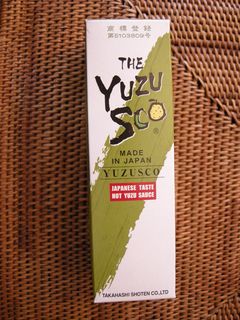 商標登録
第5103809号
THE
YUZU
SCO
®
MADE
IN JAPAN
YUZUSCO
JAPANESE TASTE
HOT YUZU SAUCE
TAKAHASHI SHOTEN CO.,LTD